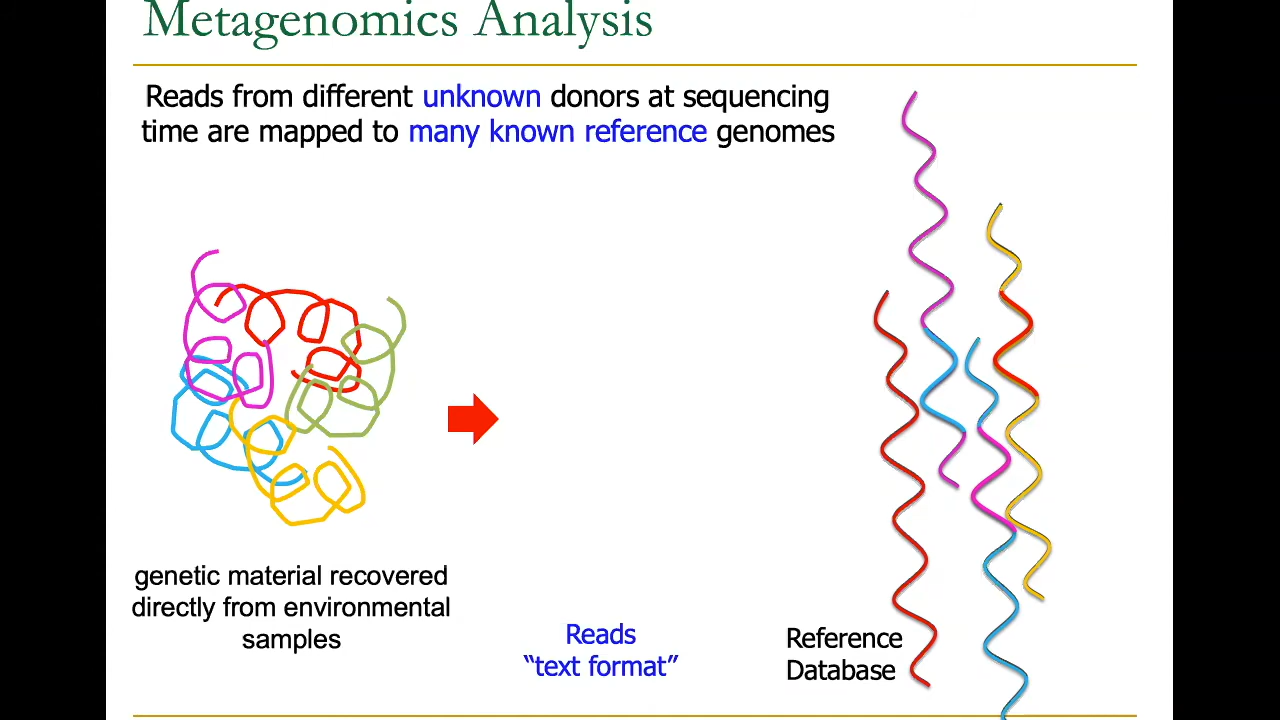 Metagenomics Analysis
Reads from different unknown donors at sequencing
time are mapped to many known reference genomes
genetic material recovered
directly from environmental
samples
Reads
“text format”
Reference
Database